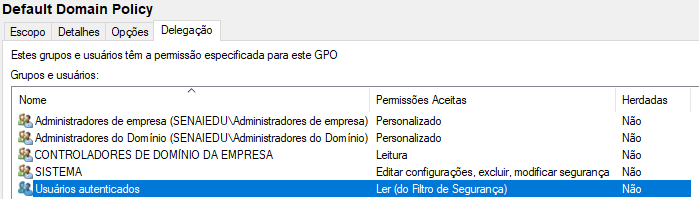 Default Domain Policy
Escopo Detalhes Opções Delegação
Estes grupos e usuários têm a permissão especificada para este GPO
Grupos e usuários:
Nome Permissões Aceitas Herdadas
Administradores de empresa (SENAIEDU\Administradores de empresa) Personalizado Não
Administradores do Domínio (SENAIEDU\Administradores do Domínio) Personalizado Não
CONTROLADORES DE DOMÍNIO DA EMPRESA Leitura Não
SISTEMA Editar configurações, excluir, modificar segurança Não
Usuários autenticados Ler (do Filtro de Segurança) Não